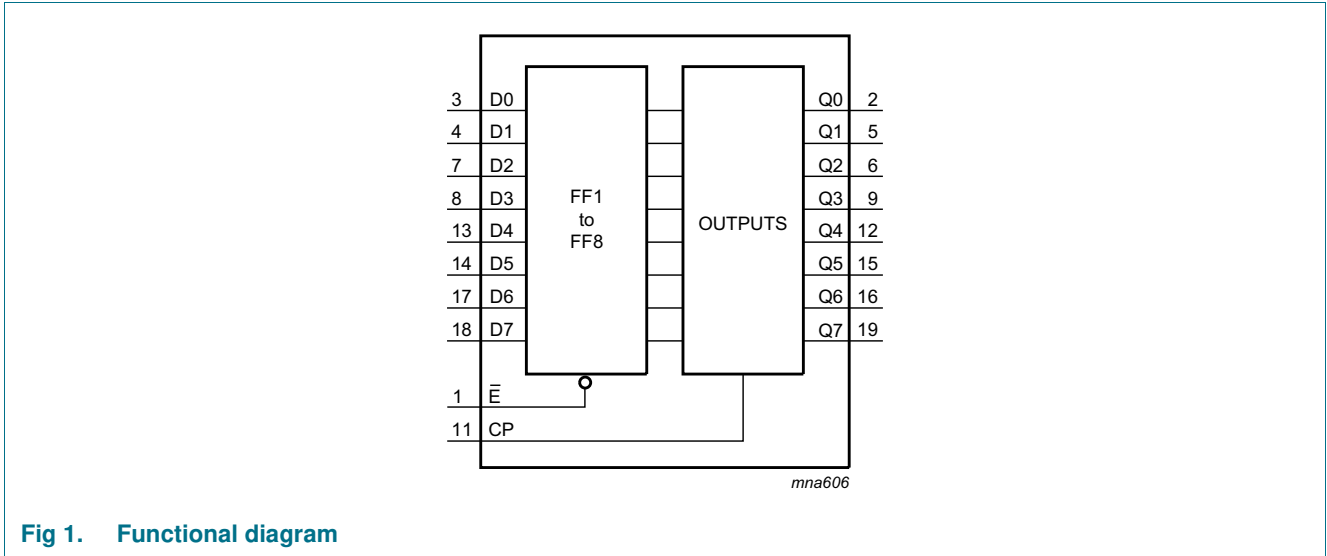 3 D0 Q0 2
4 D1 Q1 5
7 D2 Q2 6
8 D3 Q3 9
13 D4 Q4 12
14 D5 Q5 15
17 D6 Q6 16
18 D7 Q7 19
FF1
to
FF8
OUTPUTS
1 E̅
11 CP
mna606
Fig 1. Functional diagram